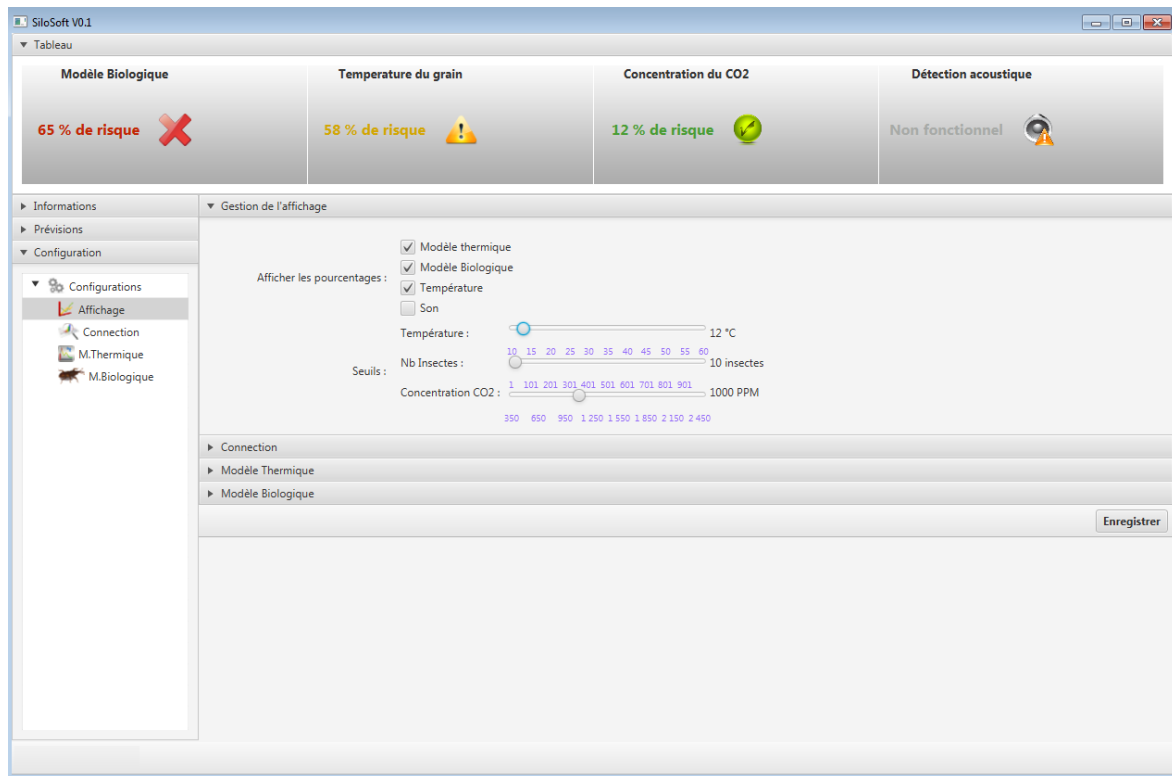 SiloSoft V0.1
Tableau
Modèle Biologique
Temperature du grain
Concentration du CO2
Détection acoustique
65 % de risque
58 % de risque
12 % de risque
Non fonctionnel
Informations
Prévisions
Configuration
Configurations
Affichage
Connection
M.Thermique
M.Biologique
Gestion de l'affichage
Afficher les pourcentages :
Modèle thermique
Modèle Biologique
Température
Son
Seuils :
Température :
12 °C
10 15 20 25 30 35 40 45 50 55 60
Nb Insectes :
10 insectes
1 101 201 301 401 501 601 701 801 901
Concentration CO2 :
1000 PPM
350 650 950 1 250 1 550 1 850 2 150 2 450
Connection
Modèle Thermique
Modèle Biologique
Enregistrer